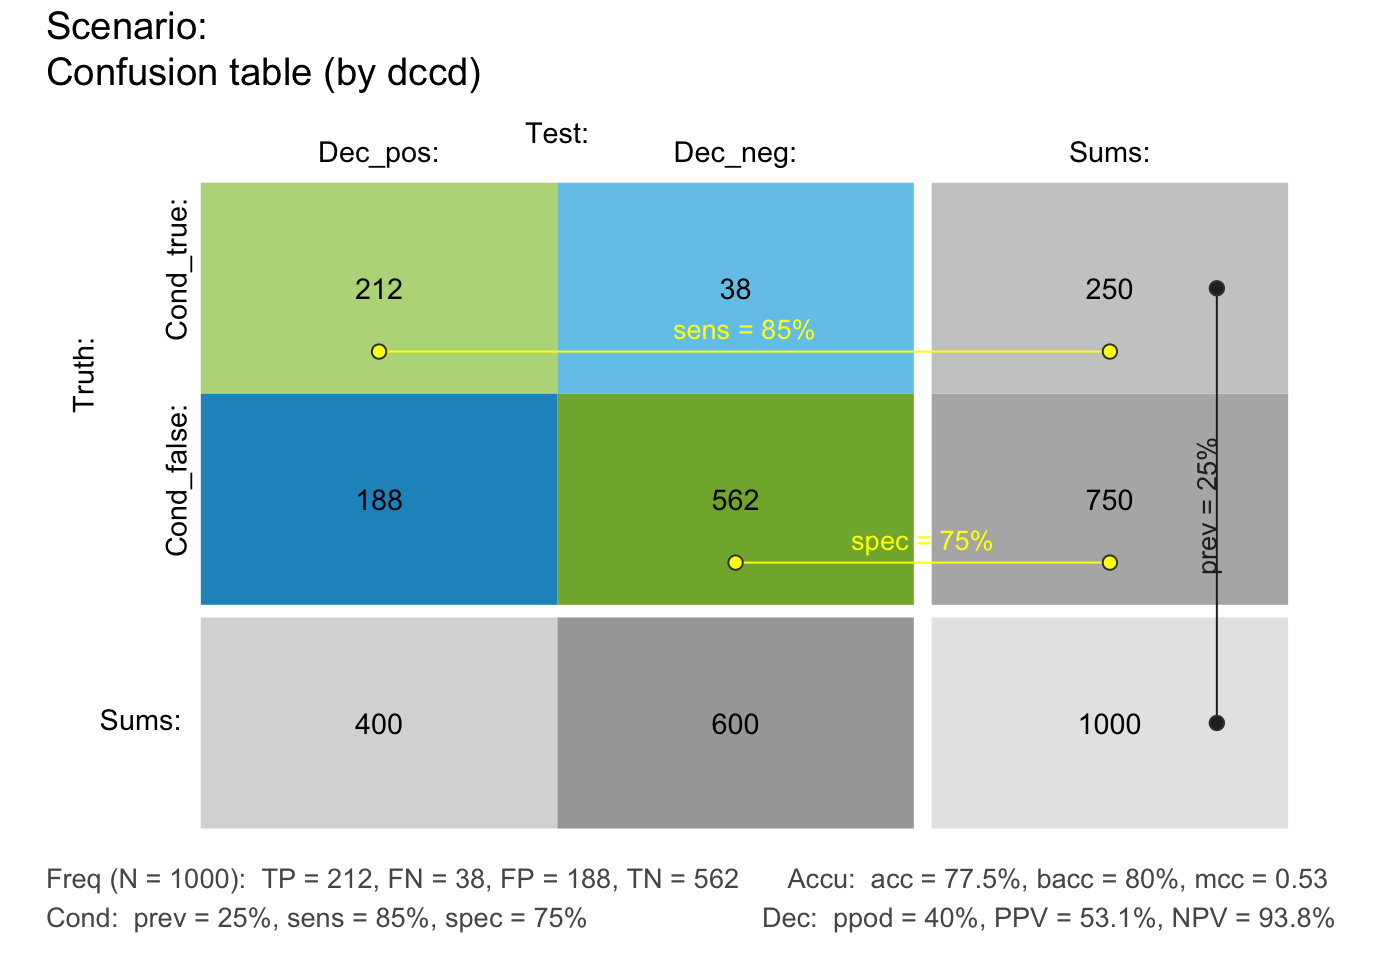 Scenario:
Confusion table (by dccd)
Test:
Dec_pos:
Dec_neg:
Sums:
Truth:
Cond_true:
212
38
250
sens = 85%
Cond_false:
188
562
750
spec = 75%
prev = 25%
Sums:
400
600
1000
Freq (N = 1000):  TP = 212, FN = 38, FP = 188, TN = 562
Accu:  acc = 77.5%, bacc = 80%, mcc = 0.53
Cond:  prev = 25%, sens = 85%, spec = 75%
Dec:  ppod = 40%, PPV = 53.1%, NPV = 93.8%